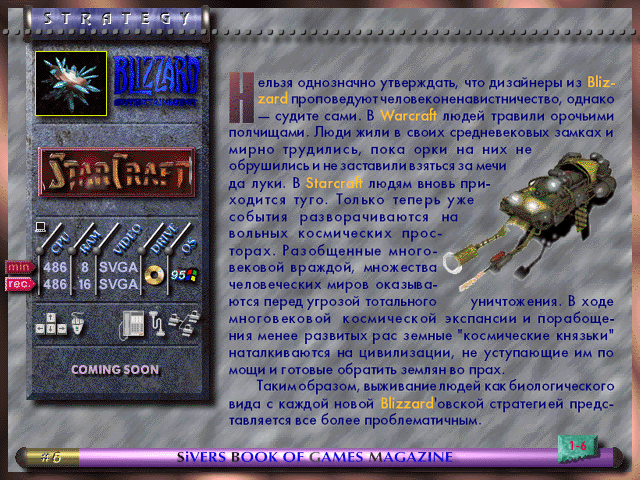 STRATEGY
BLIZZARD
ENTERTAINMENT
STARCRAFT
CPU RAM VIDEO DRIVE OS
min 486 8 SVGA 95
rec. 486 16 SVGA
COMING SOON
Нельзя однозначно утверждать, что дизайнеры из Bliz-
zard проповедуют человеконенавистничество, однако
— судите сами. В Warcraft людей травили орочьими
полчищами. Люди жили в своих средневековых замках и
мирно трудились, пока орки на них не
обрушились и не заставили взяться за мечи
да луки. В Starcraft людям вновь при-
ходится туго. Только теперь уже
события разворачиваются на
вольных космических прос-
торах. Разобщенные много-
вековой враждой, множества
человеческих миров оказыва-
ются перед угрозой тотального уничтожения. В ходе
многовековой космической экспансии и порабоще-
ния менее развитых рас земные "космические князьки"
наталкиваются на цивилизации, не уступающие им по
мощи и готовые обратить землян во прах.
Таким образом, выживание людей как биологического
вида с каждой новой Blizzard'овской стратегией предс-
тавляется все более проблематичным.
#6
SiVERS BOOK OF GAMES MAGAZINE
1-6